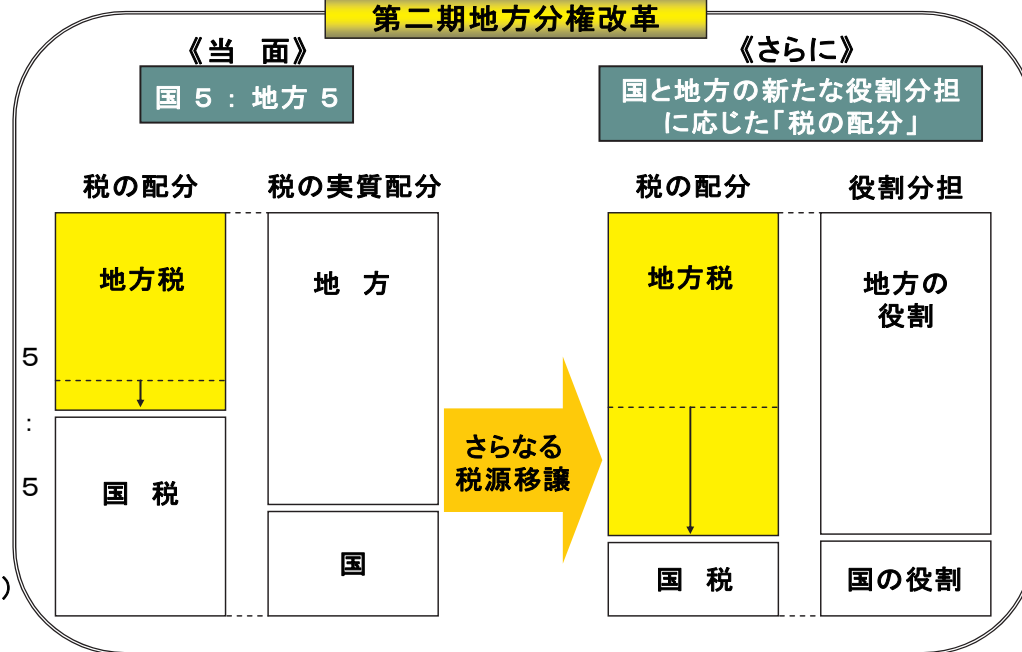 第二期地方分権改革
《当 面》
国 5 : 地方 5
税の配分
税の実質配分
地方税
地 方
5
:
5
国 税
国
)
さらなる
税源移譲
《さらに》
国と地方の新たな役割分担
に応じた「税の配分」
税の配分
役割分担
地方税
地方の
役割
国 税
国の役割